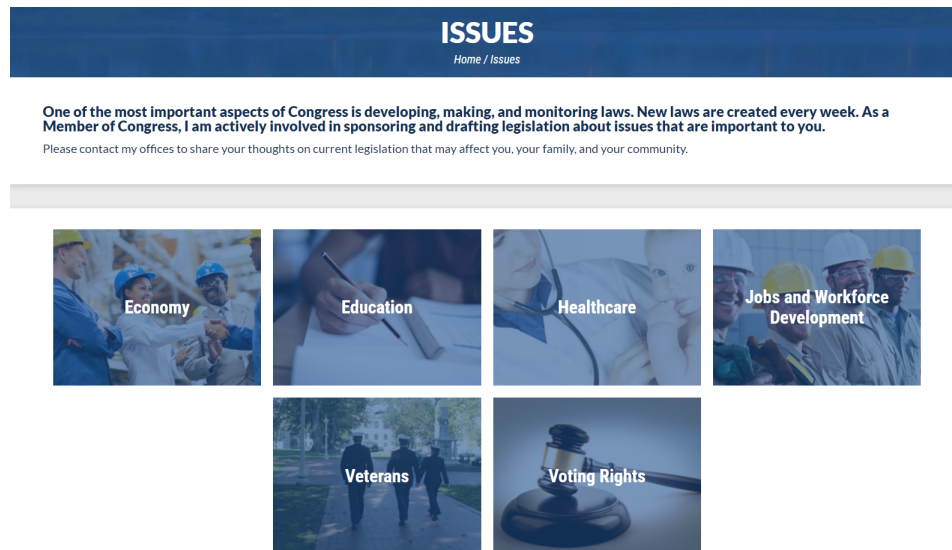 ISSUES
Home / Issues
One of the most important aspects of Congress is developing, making, and monitoring laws. New laws are created every week. As a
Member of Congress, I am actively involved in sponsoring and drafting legislation about issues that are important to you.
Please contact my offices to share your thoughts on current legislation that may affect you, your family, and your community.
Economy
Education
Healthcare
Jobs and Workforce
Development
Veterans
Voting Rights